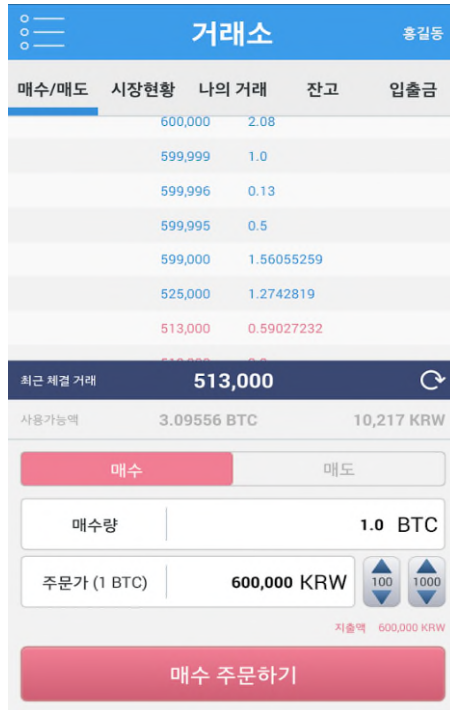 거래소 홍길동
매수/매도 시장현황 나의 거래 잔고 입출금
600,000 2.08
599,999 1.0
599,996 0.13
599,995 0.5
599,000 1.56055259
525,000 1.2742819
513,000 0.59027232
최근 체결 거래 513,000
사용가능액 3.09556 BTC 10,217 KRW
매수 매도
매수량 1.0 BTC
주문가 (1 BTC) 600,000 KRW 100 1000
지출액 600,000 KRW
매수 주문하기